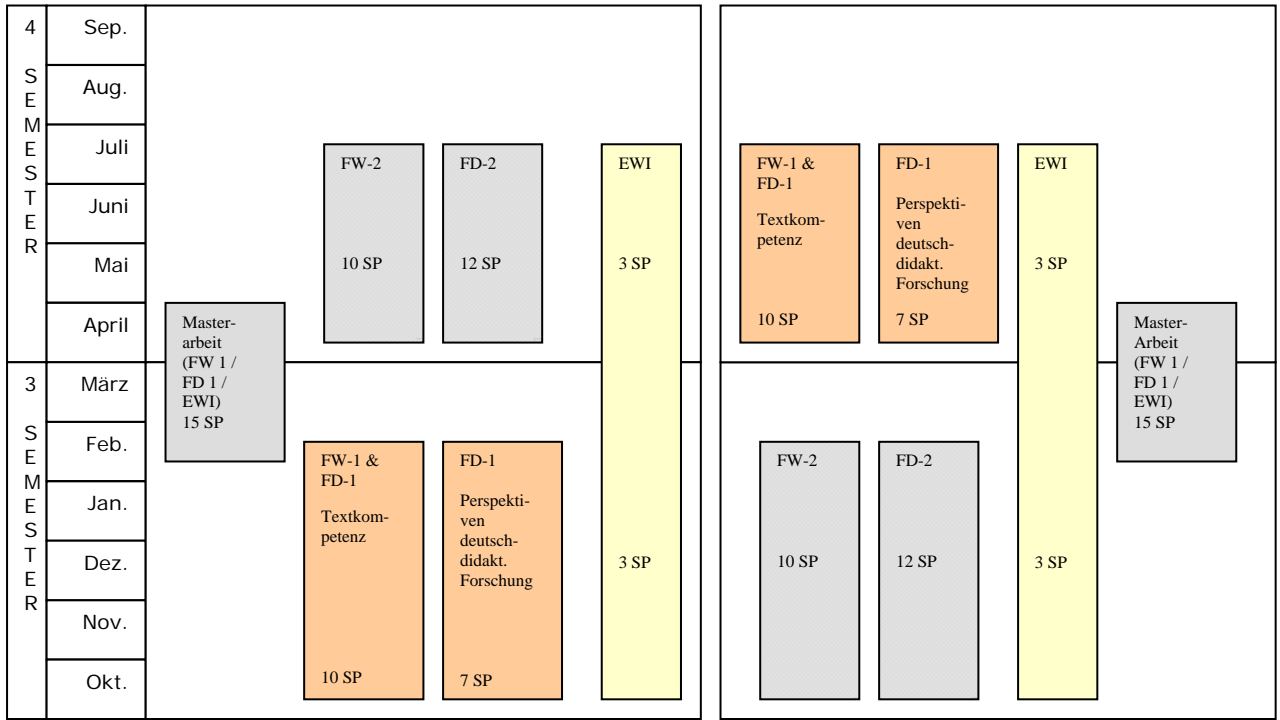 4
SEMESTER
Sep.
Aug.
Juli
Juni
Mai
April
3
SEMESTER
März
Feb.
Jan.
Dez.
Nov.
Okt.
Master-
arbeit
(FW 1 /
FD 1 /
EWI)
15 SP
FW-2
10 SP
FD-2
12 SP
EWI
3 SP
3 SP
FW-1 &
FD-1
Textkom-
petenz
10 SP
FD-1
Perspekti-
ven
deutsch-
didakt.
Forschung
7 SP
FW-1 &
FD-1
Textkom-
petenz
10 SP
FD-1
Perspekti-
ven
deutsch-
didakt.
Forschung
7 SP
EWI
3 SP
3 SP
Master-
Arbeit
(FW 1 /
FD 1 /
EWI)
15 SP
FW-2
10 SP
FD-2
12 SP